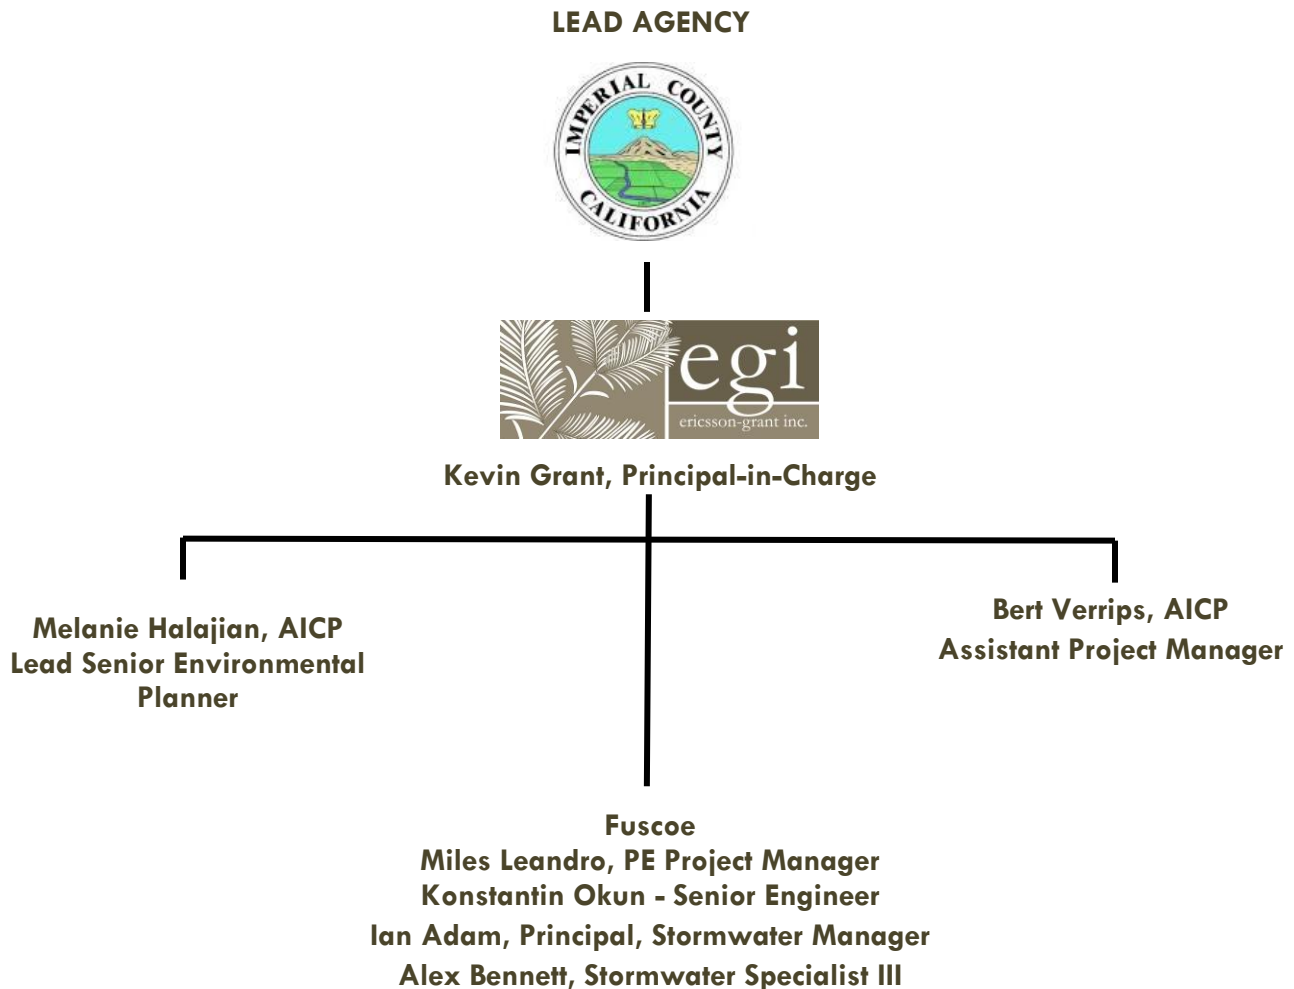 LEAD AGENCY
IMPERIAL COUNTY
CALIFORNIA
egi
ericsson-grant inc.
Kevin Grant, Principal-in-Charge
Melanie Halajian, AICP
Lead Senior Environmental
Planner
Bert Verrips, AICP
Assistant Project Manager
Fuscoe
Miles Leandro, PE Project Manager
Konstantin Okun - Senior Engineer
Ian Adam, Principal, Stormwater Manager
Alex Bennett, Stormwater Specialist III